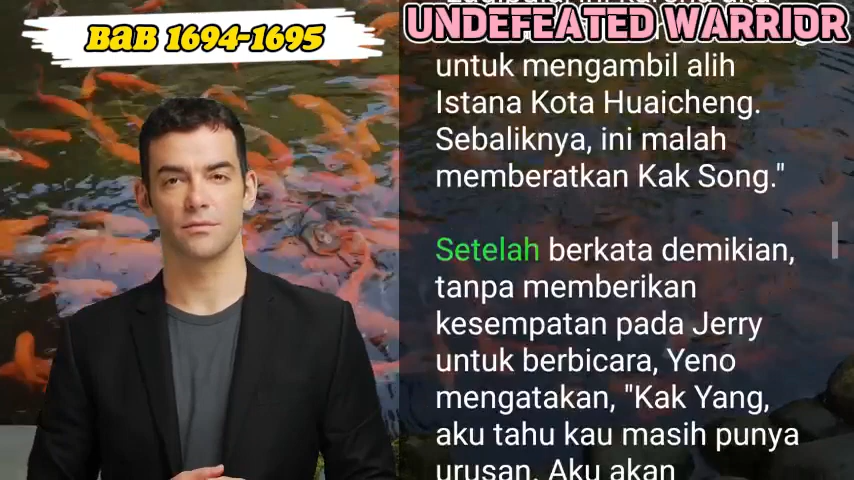 BaB 1694-1695
UNDEFEATED WARRIOR
untuk mengambil alih
Istana Kota Huaicheng.
Sebaliknya, ini malah
memberatkan Kak Song."
Setelah berkata demikian,
tanpa memberikan
kesempatan pada Jerry
untuk berbicara, Yeno
mengatakan, "Kak Yang,
aku tahu kau masih punya
urusan. Aku akan